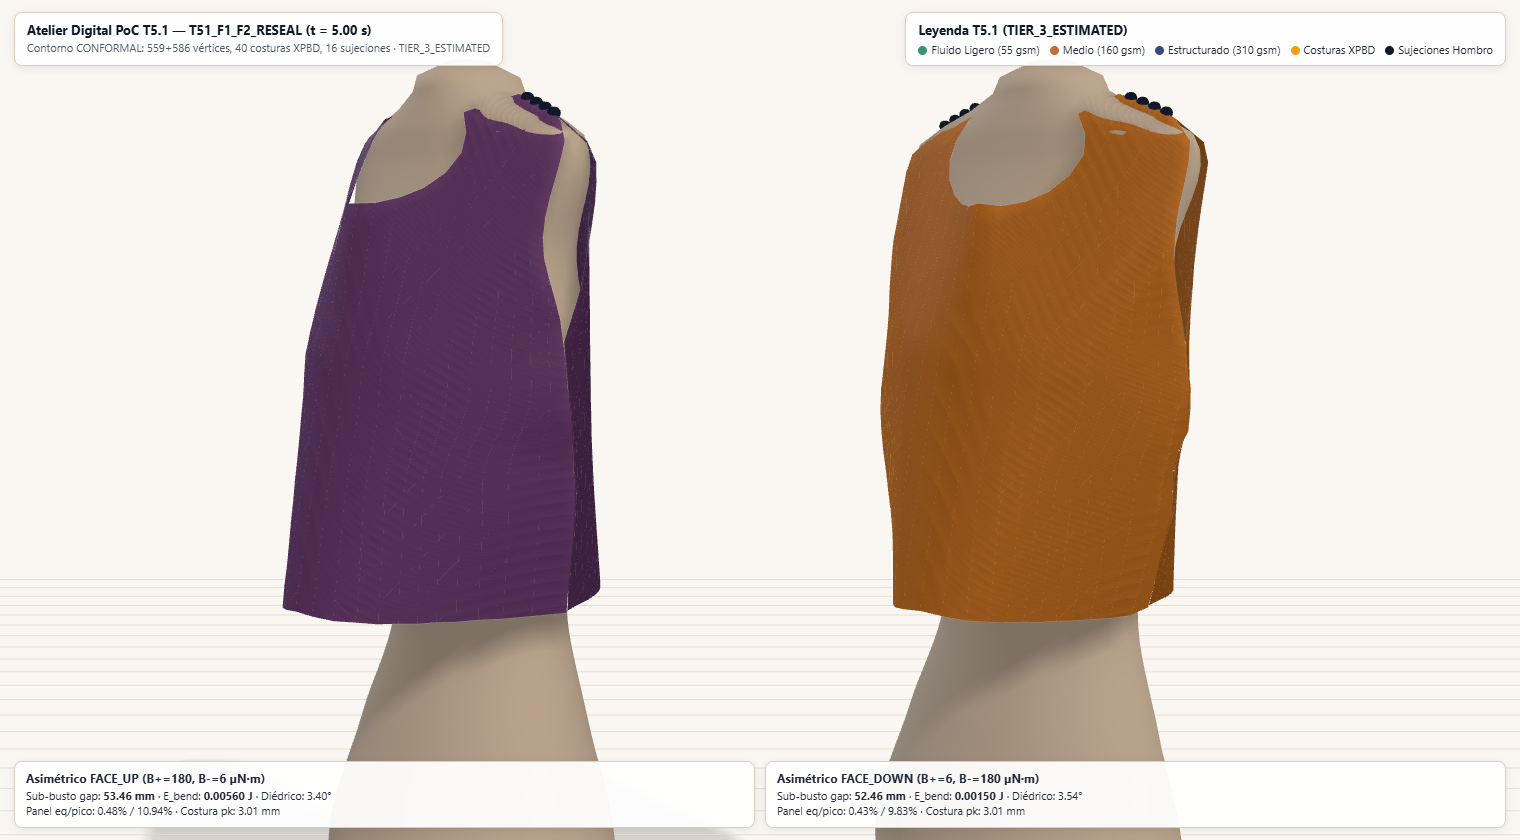 Atelier Digital PoC T5.1 — T51_F1_F2_RESEAL (t = 5.00 s)
Contorno CONFORMAL: 559+586 vértices, 40 costuras XPBD, 16 sujeciones · TIER_3_ESTIMATED
Leyenda T5.1 (TIER_3_ESTIMATED)
Fluido Ligero (55 gsm) Medio (160 gsm) Estructurado (310 gsm) Costuras XPBD Sujeciones Hombro
Asimétrico FACE_UP (B+=180, B-=6 µN·m)
Sub-busto gap: 53.46 mm · E_bend: 0.00560 J · Diédrico: 3.40°
Panel eq/pico: 0.48% / 10.94% · Costura pk: 3.01 mm
Asimétrico FACE_DOWN (B+=6, B-=180 µN·m)
Sub-busto gap: 52.46 mm · E_bend: 0.00150 J · Diédrico: 3.54°
Panel eq/pico: 0.43% / 9.83% · Costura pk: 3.01 mm